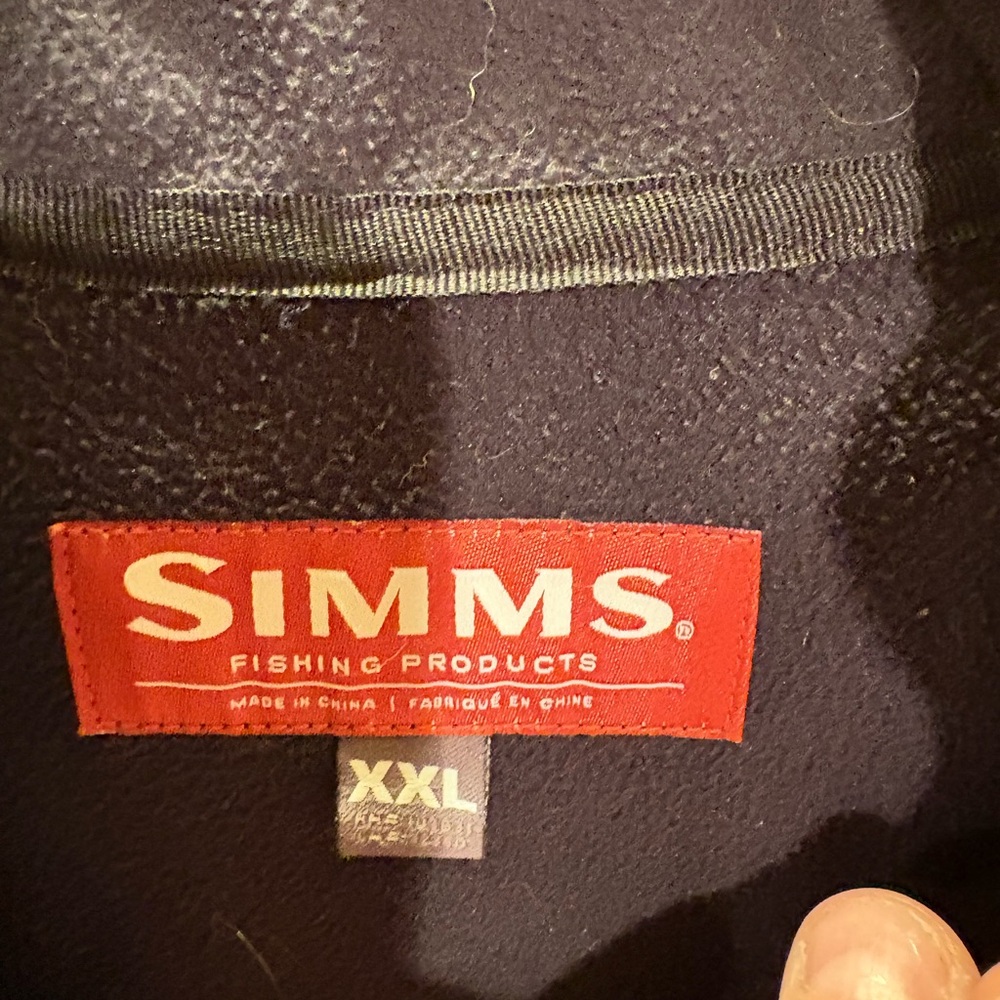 SIMMS®
FISHING PRODUCTS
MADE IN CHINA | FABRIQUÉ EN CHINE
XXL